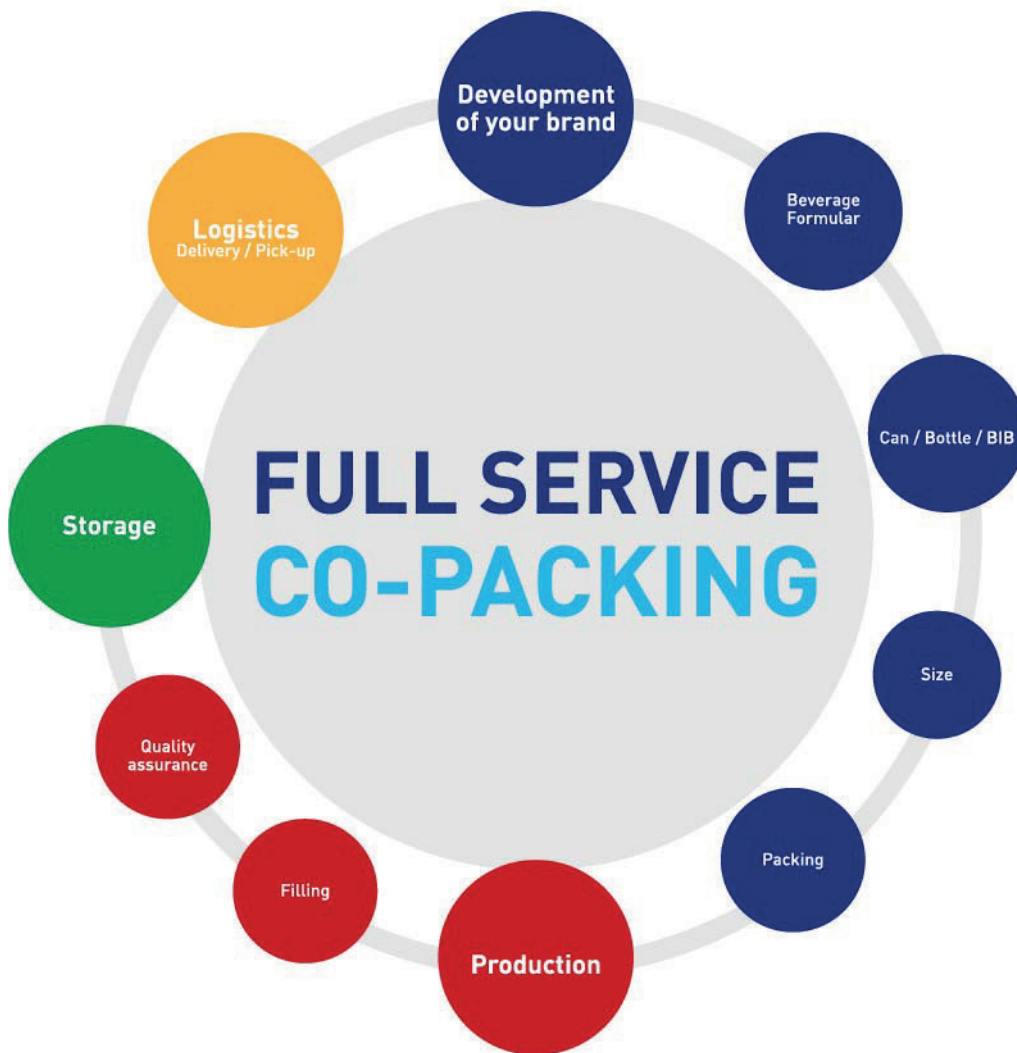 Development
of your brand
Beverage
Formular
Can / Bottle / BIB
Size
Packing
Production
Filling
Quality
assurance
Storage
Logistics
Delivery / Pick-up
FULL SERVICE
CO-PACKING